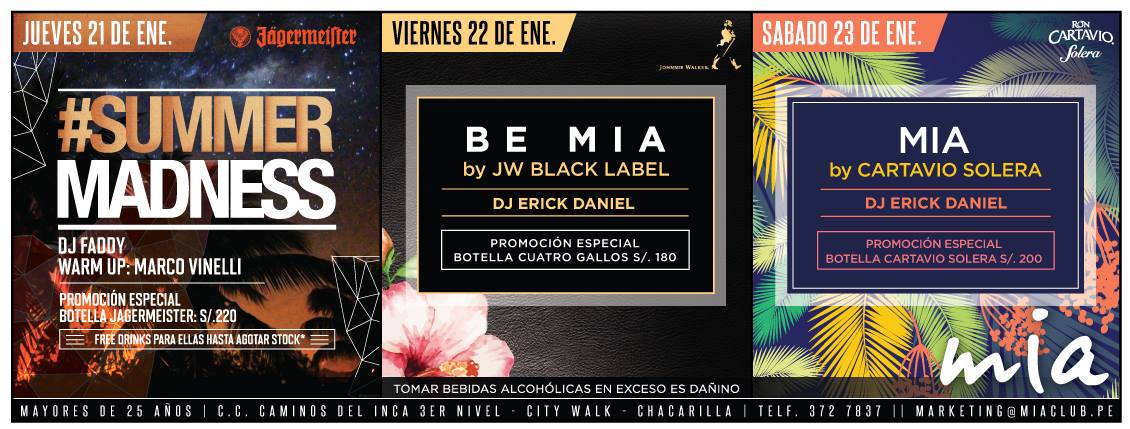 JUEVES 21 DE ENE.
Jägermeister
#SUMMER
MADNESS
DJ FADDY
WARM UP: MARCO VINELLI
PROMOCIÓN ESPECIAL
BOTELLA JAGERMEISTER: S/.220
FREE DRINKS PARA ELLAS HASTA AGOTAR STOCK*
VIERNES 22 DE ENE.
JOHNNIE WALKER.
BE MIA
by JW BLACK LABEL
DJ ERICK DANIEL
PROMOCIÓN ESPECIAL
BOTELLA CUATRO GALLOS S/. 180
TOMAR BEBIDAS ALCOHÓLICAS EN EXCESO ES DAÑINO
SABADO 23 DE ENE.
RON
CARTAVIO
Solera
MIA
by CARTAVIO SOLERA
DJ ERICK DANIEL
PROMOCIÓN ESPECIAL
BOTELLA CARTAVIO SOLERA S/. 200
mia
MAYORES DE 25 AÑOS | C.C. CAMINOS DEL INCA 3ER NIVEL - CITY WALK - CHACARILLA | TELF. 372 7837 || MARKETING@MIACLUB.PE